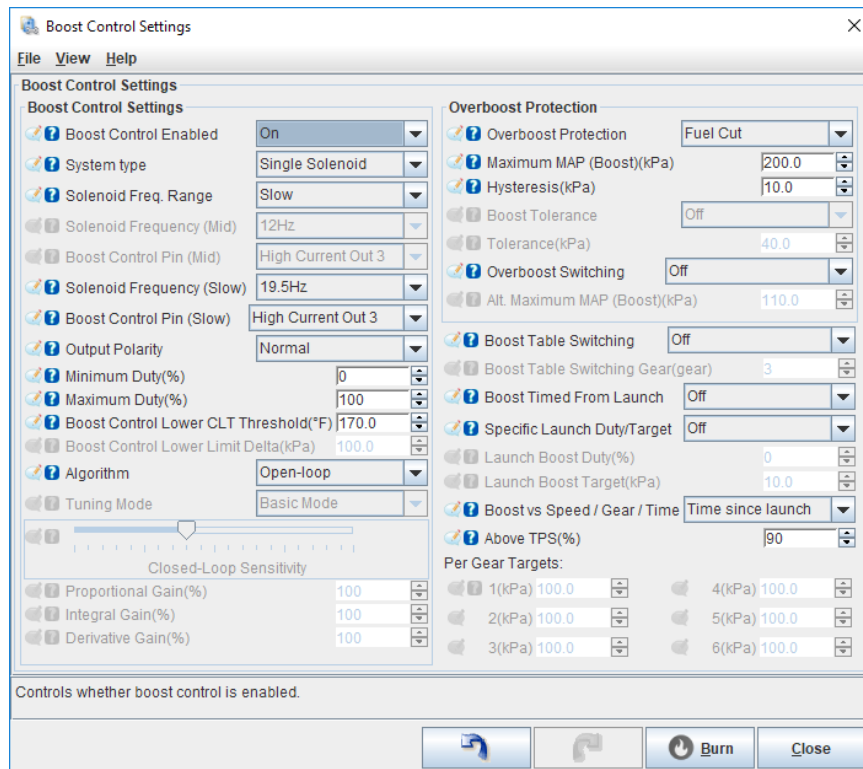 Boost Control Settings
File View Help
Boost Control Settings
Boost Control Settings
Boost Control Enabled On
System type Single Solenoid
Solenoid Freq. Range Slow
Solenoid Frequency (Mid) 12Hz
Boost Control Pin (Mid) High Current Out 3
Solenoid Frequency (Slow) 19.5Hz
Boost Control Pin (Slow) High Current Out 3
Output Polarity Normal
Minimum Duty(%) 0
Maximum Duty(%) 100
Boost Control Lower CLT Threshold(°F) 170.0
Boost Control Lower Limit Delta(kPa) 100.0
Algorithm Open-loop
Tuning Mode Basic Mode
Closed-Loop Sensitivity
Proportional Gain(%) 100
Integral Gain(%) 100
Derivative Gain(%) 100
Overboost Protection
Overboost Protection Fuel Cut
Maximum MAP (Boost)(kPa) 200.0
Hysteresis(kPa) 10.0
Boost Tolerance Off
Tolerance(kPa) 40.0
Overboost Switching Off
Alt. Maximum MAP (Boost)(kPa) 110.0
Boost Table Switching Off
Boost Table Switching Gear(gear) 3
Boost Timed From Launch Off
Specific Launch Duty/Target Off
Launch Boost Duty(%) 0
Launch Boost Target(kPa) 10.0
Boost vs Speed / Gear / Time Time since launch
Above TPS(%) 90
Per Gear Targets:
1(kPa) 100.0 4(kPa) 100.0
2(kPa) 100.0 5(kPa) 100.0
3(kPa) 100.0 6(kPa) 100.0
Controls whether boost control is enabled.
Burn Close